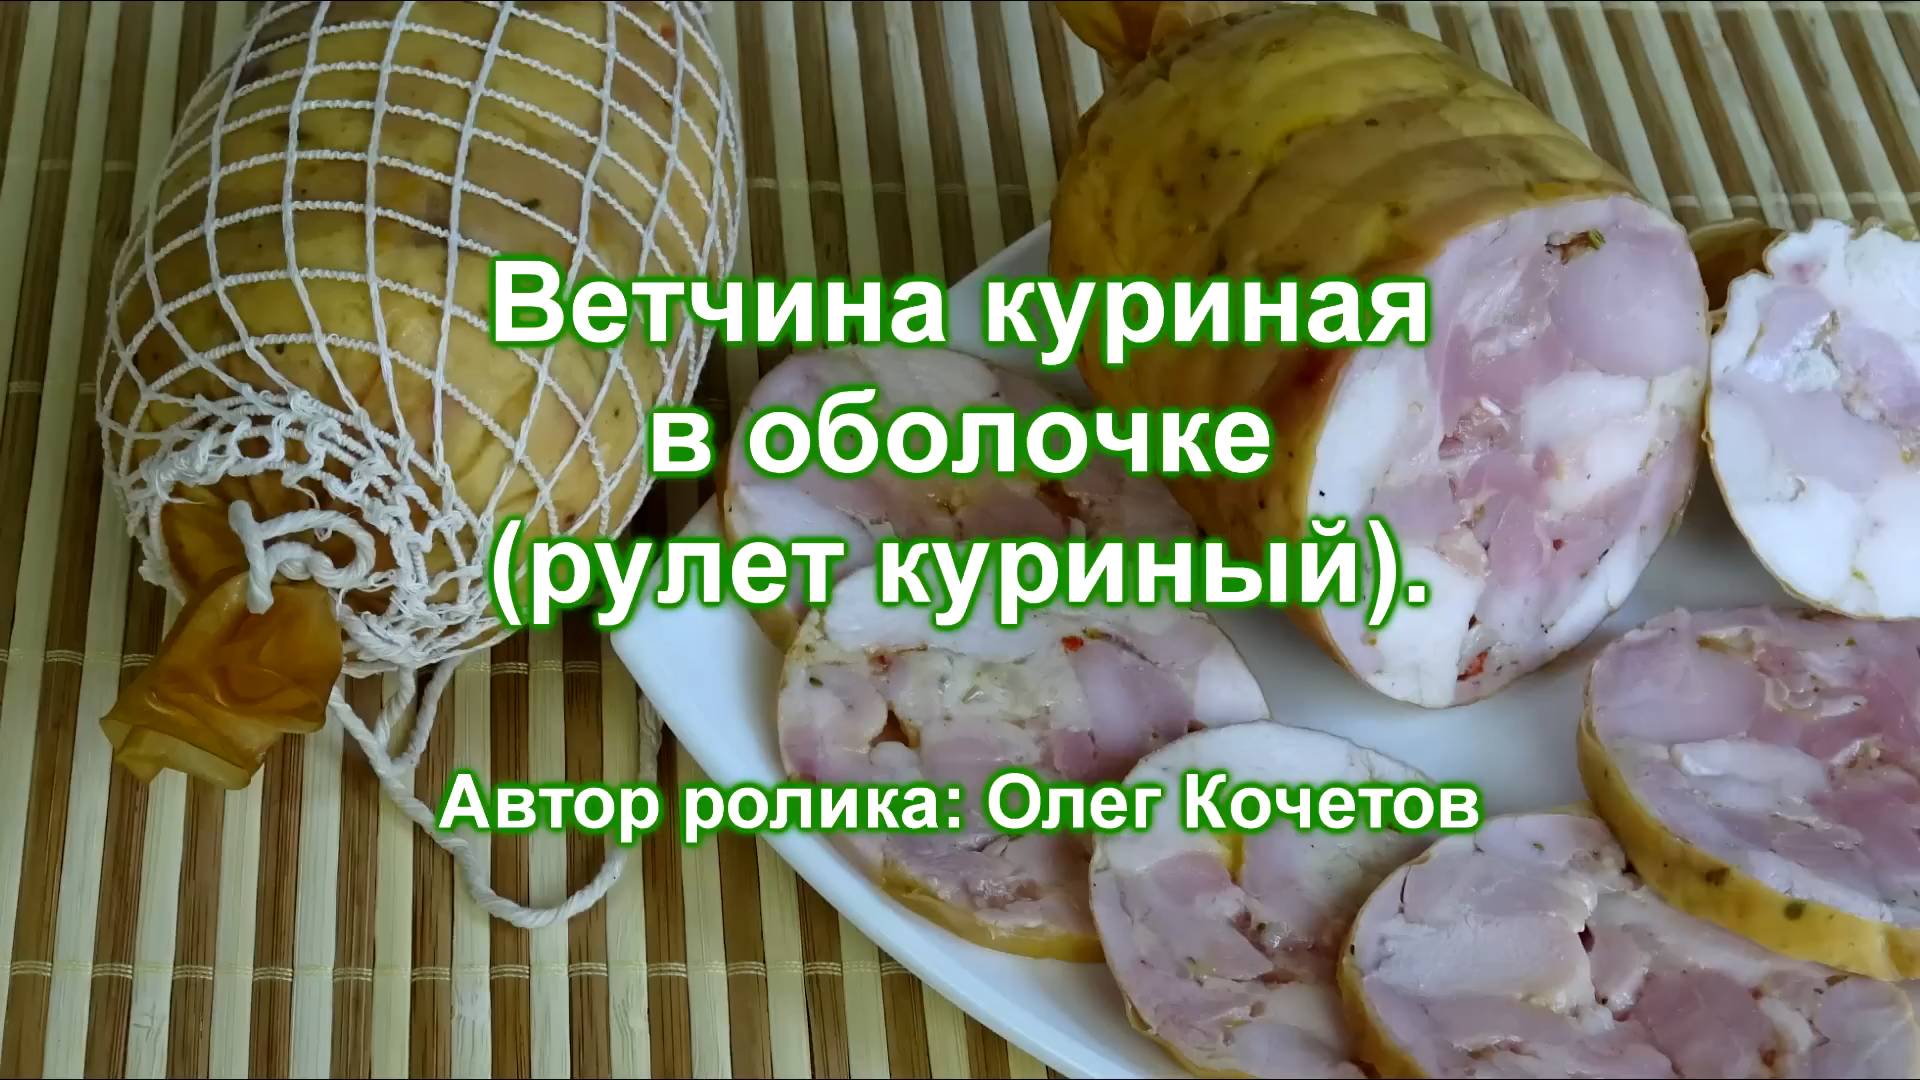 Ветчина куриная
в оболочке
(рулет куриный).
Автор ролика: Олег Кочетов